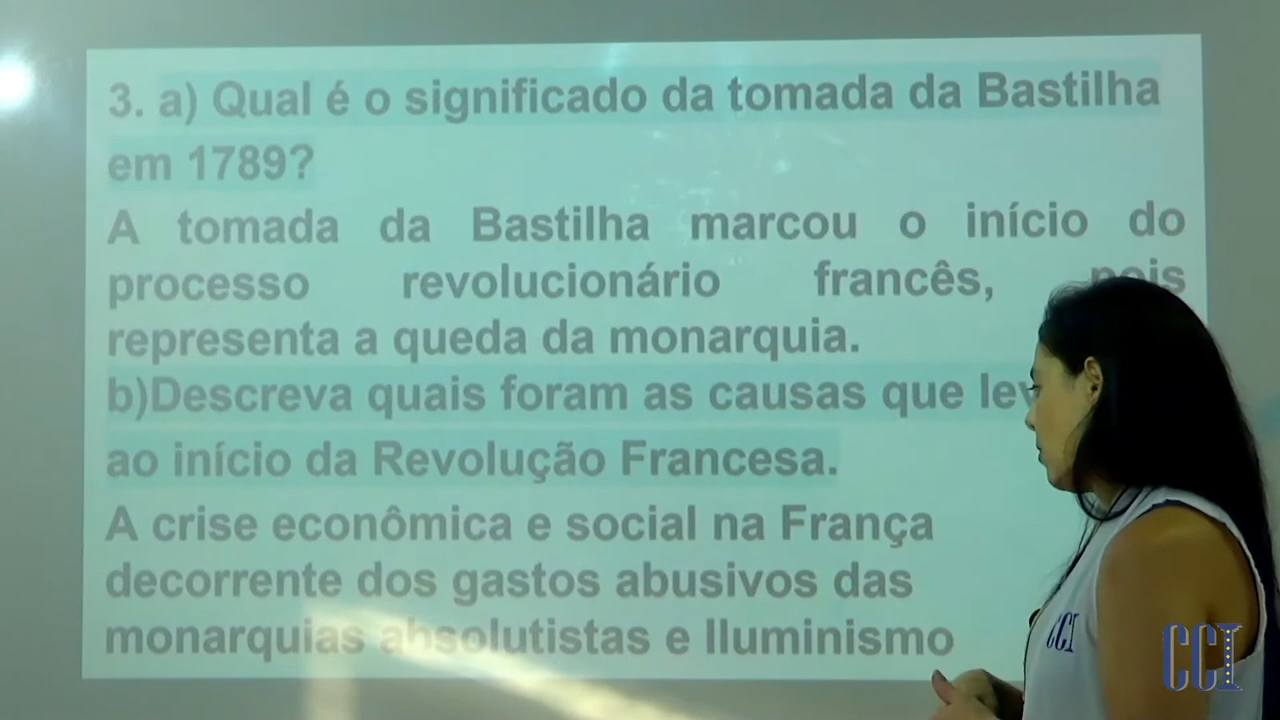 3. a) Qual é o significado da tomada da Bastilha
em 1789?
A tomada da Bastilha marcou o início do
processo revolucionário francês, pois
representa a queda da monarquia.
b)Descreva quais foram as causas que
ao início da Revolução Francesa.
A crise econômica e social na França
decorrente dos gastos abusivos das
monarquias absolutistas e Iluminismo
CCI
CCI